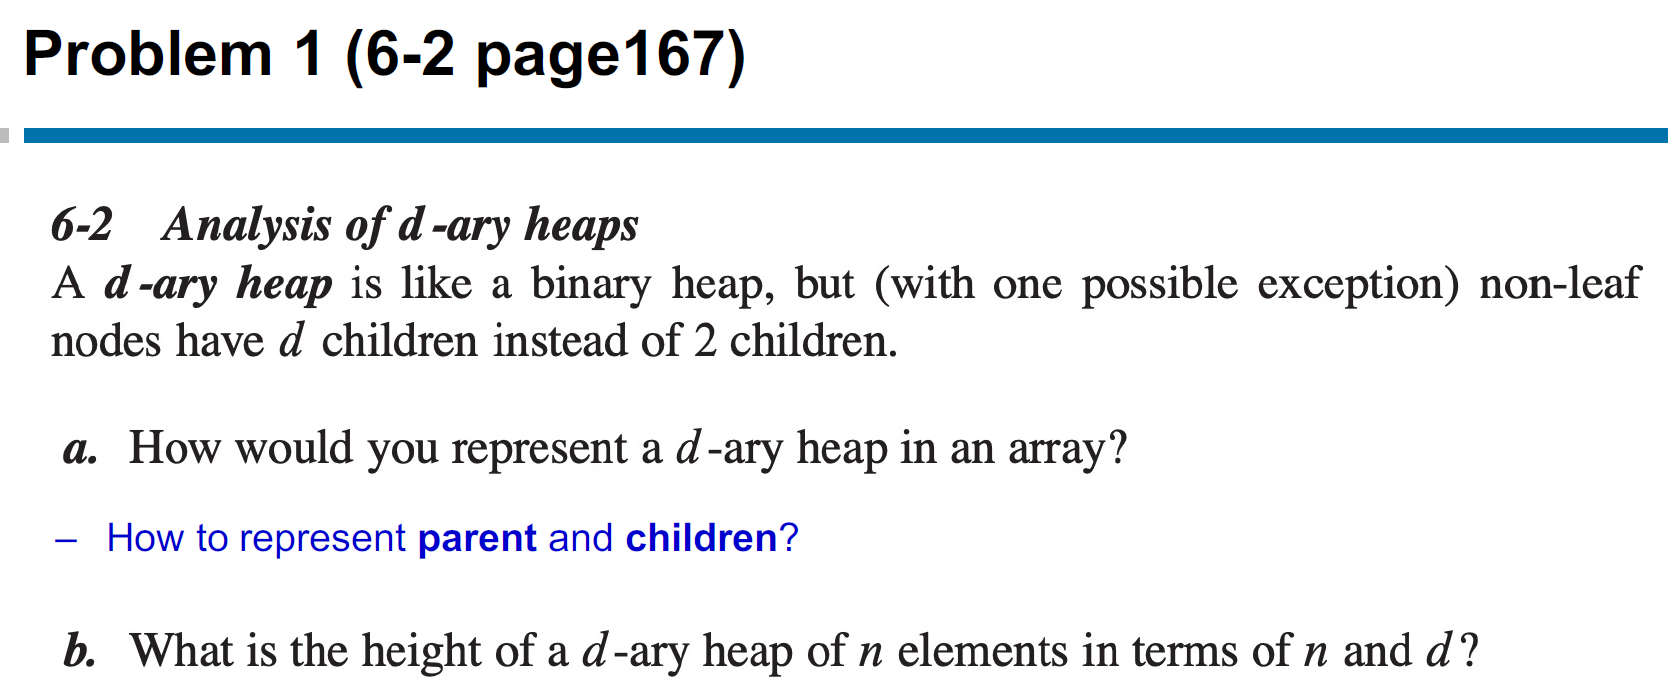 Problem 1 (6-2 page167)
6-2 Analysis of d-ary heaps
A d-ary heap is like a binary heap, but (with one possible exception) non-leaf
nodes have d children instead of 2 children.
a. How would you represent a d-ary heap in an array?
– How to represent parent and children?
b. What is the height of a d-ary heap of n elements in terms of n and d?